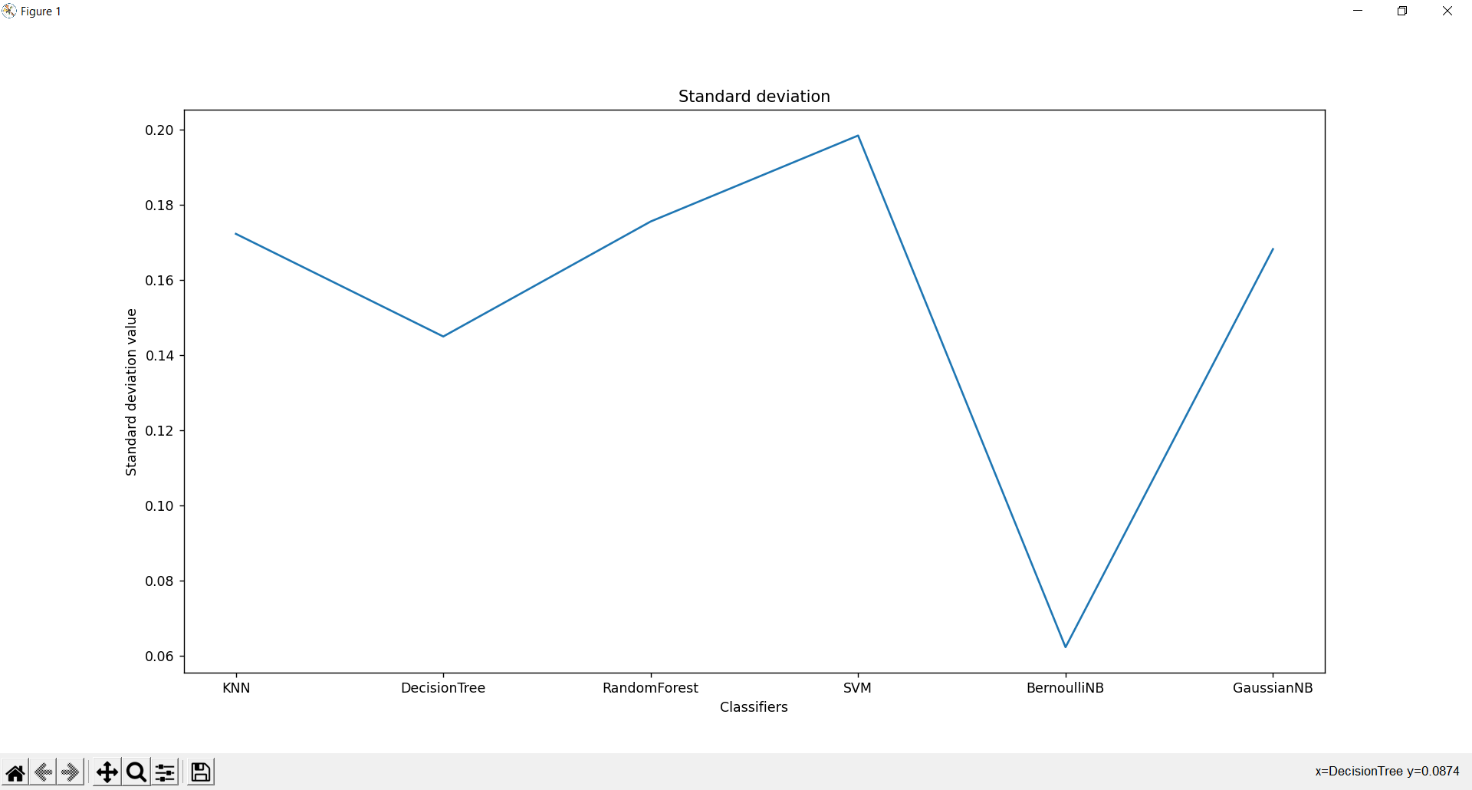 Figure 1
Standard deviation
0.20
0.18
0.16
0.14
0.12
0.10
0.08
0.06
Standard deviation value
KNN DecisionTree RandomForest SVM BernoulliNB GaussianNB
Classifiers
x=DecisionTree y=0.0874